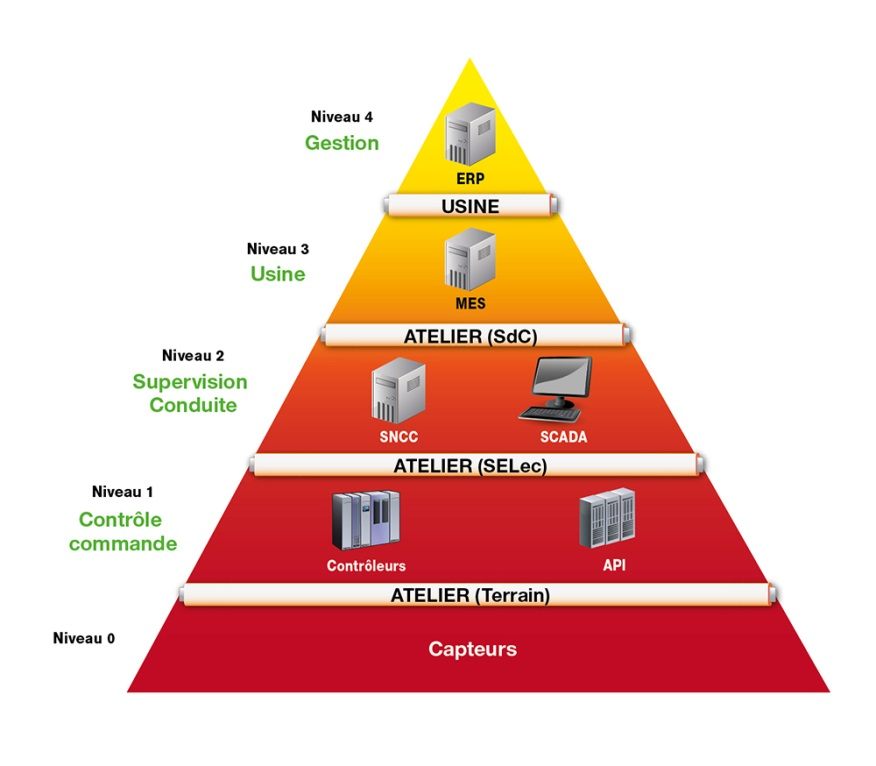 Niveau 4
Gestion
ERP
USINE
Niveau 3
Usine
MES
ATELIER (SdC)
Niveau 2
Supervision
Conduite
SNCC
SCADA
ATELIER (SELec)
Niveau 1
Contrôle
commande
Contrôleurs
API
ATELIER (Terrain)
Niveau 0
Capteurs